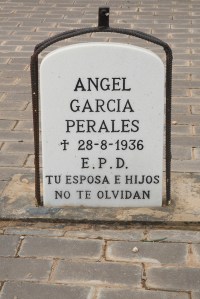 ANGEL
GARCIA
PERALES
✝ 28-8-1936
E.P.D.
TU ESPOSA E HIJOS
NO TE OLVIDAN